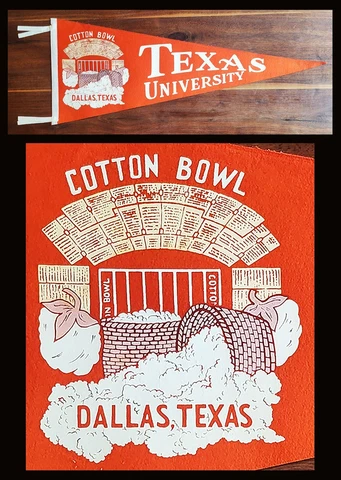 COTTON BOWL
DALLAS, TEXAS
TEXAS
UNIVERSITY
COTTON BOWL
DALLAS, TEXAS